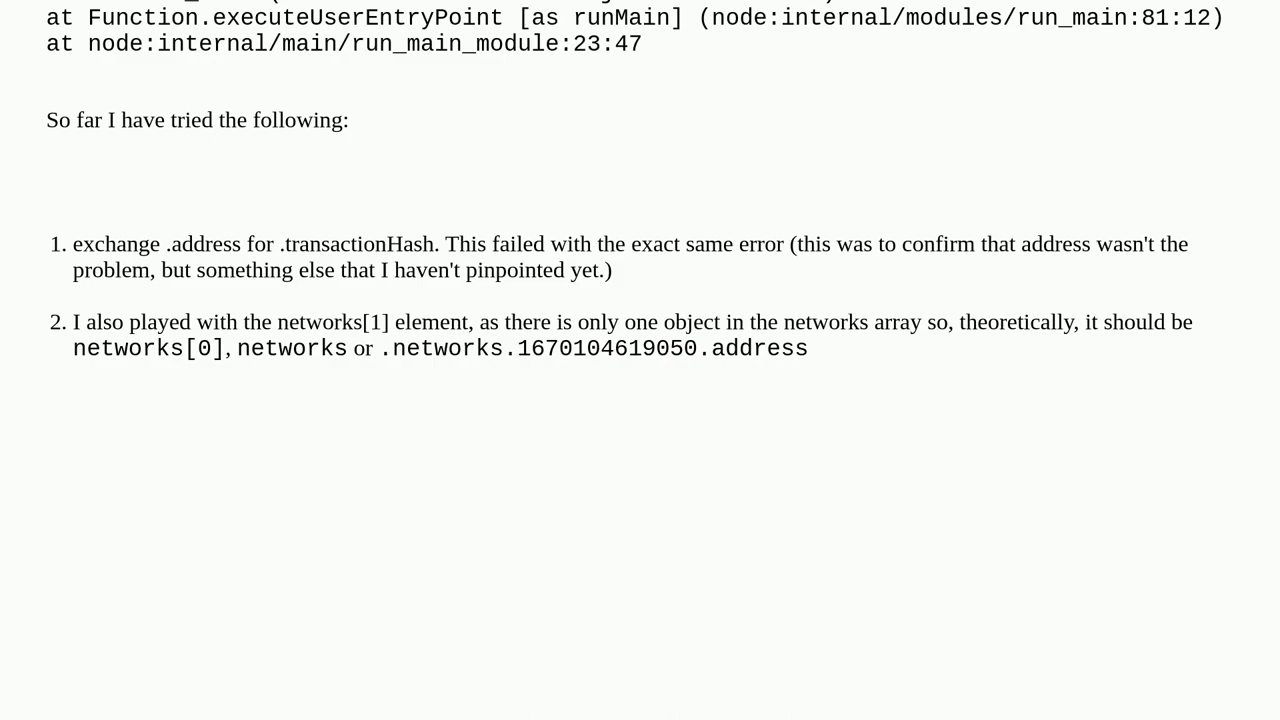 at Function.executeUserEntryPoint [as runMain] (node:internal/modules/run_main:81:12)
at node:internal/main/run_main_module:23:47
So far I have tried the following:
1. exchange .address for .transactionHash. This failed with the exact same error (this was to confirm that address wasn't the
problem, but something else that I haven't pinpointed yet.)
2. I also played with the networks[1] element, as there is only one object in the networks array so, theoretically, it should be
networks[0], networks or .networks.1670104619050.address